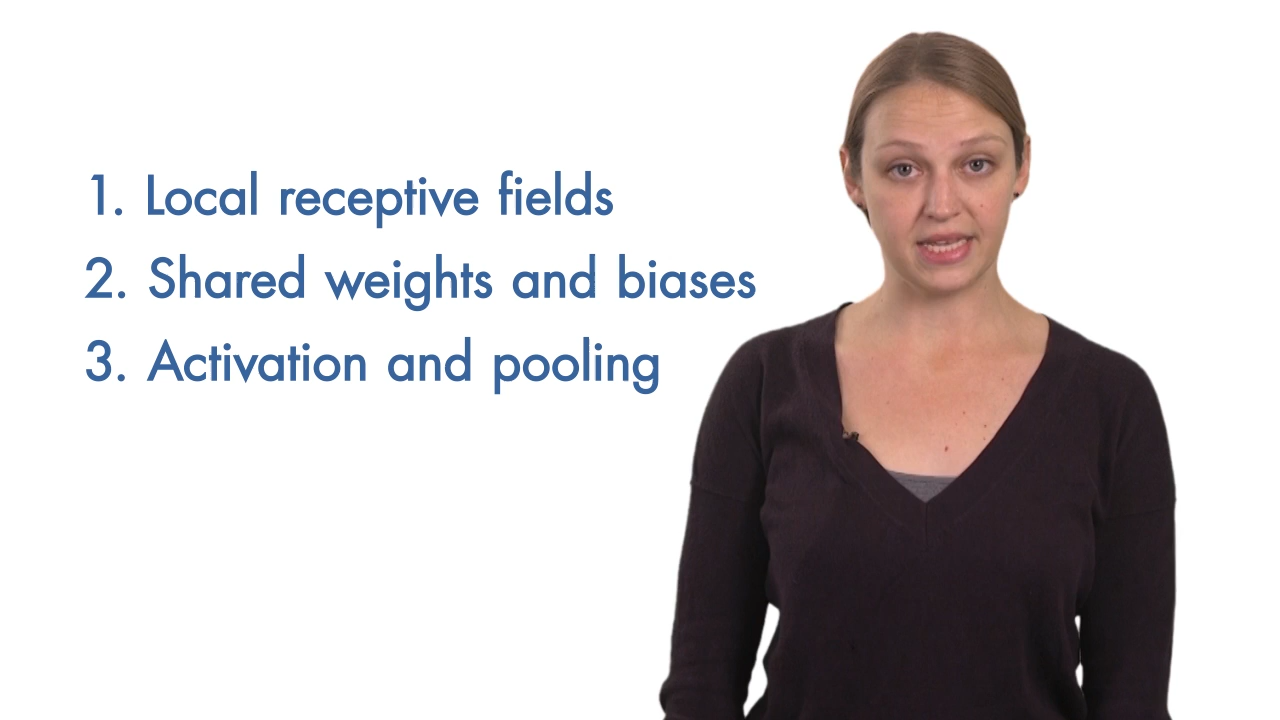 1. Local receptive fields
2. Shared weights and biases
3. Activation and pooling